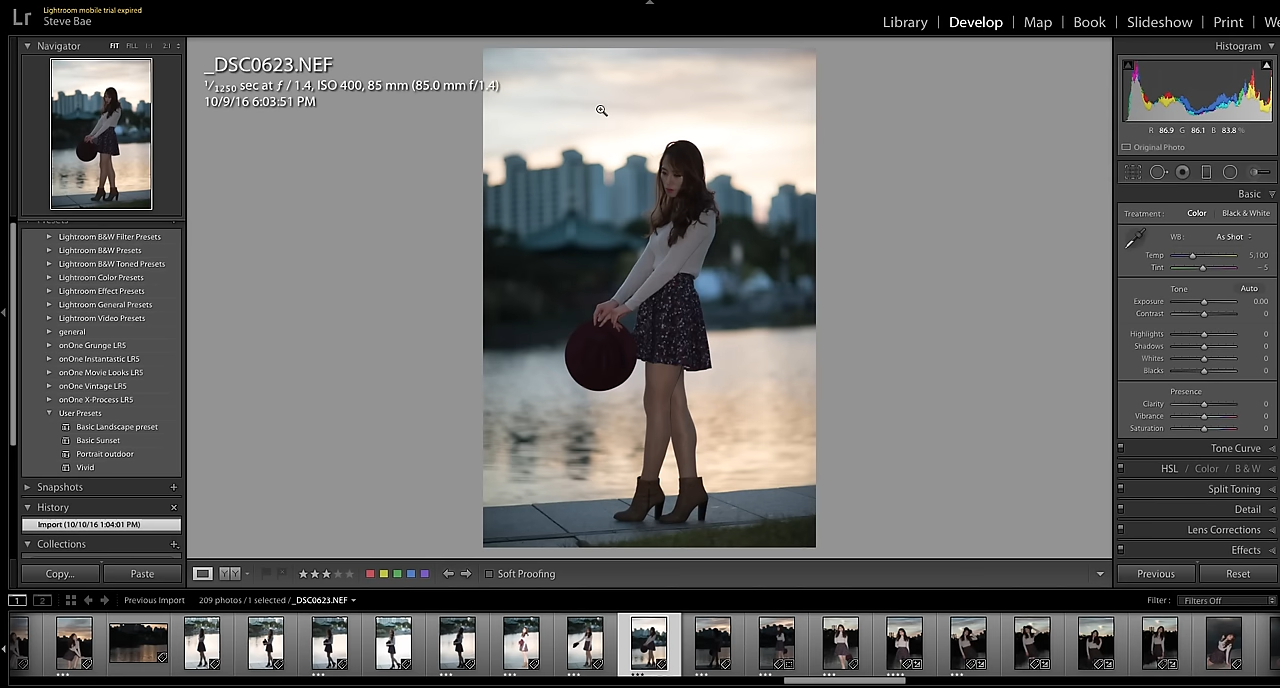 Lr
Lightroom mobile trial expired
Steve Bae
Library | Develop | Map | Book | Slideshow | Print | We
Navigator FIT FILL 1:1 2:1
Lightroom B&W Filter Presets
Lightroom B&W Presets
Lightroom B&W Toned Presets
Lightroom Color Presets
Lightroom Effect Presets
Lightroom General Presets
Lightroom Video Presets
general
onOne Grunge LR5
onOne Instantastic LR5
onOne Movie Looks LR5
onOne Vintage LR5
onOne X-Process LR5
User Presets
Basic Landscape preset
Basic Sunset
Portrait outdoor
Vivid
Snapshots +
History ×
Import (10/10/16 1:04:01 PM)
Collections +
Copy... Paste
_DSC0623.NEF
1/1250 sec at ƒ / 1.4, ISO 400, 85 mm (85.0 mm f/1.4)
10/9/16 6:03:51 PM
Histogram
R 86.9 G 86.1 B 83.8 %
Original Photo
Basic
Treatment : Color Black & White
WB : As Shot
Temp 5,100
Tint - 5
Tone Auto
Exposure 0.00
Contrast 0
Highlights 0
Shadows 0
Whites 0
Blacks 0
Presence
Clarity 0
Vibrance 0
Saturation 0
Tone Curve
HSL / Color / B & W
Split Toning
Detail
Lens Corrections
Effects
Previous Reset
Soft Proofing
1 2 Previous Import 209 photos / 1 selected / _DSC0623.NEF
Filter : Filters Off